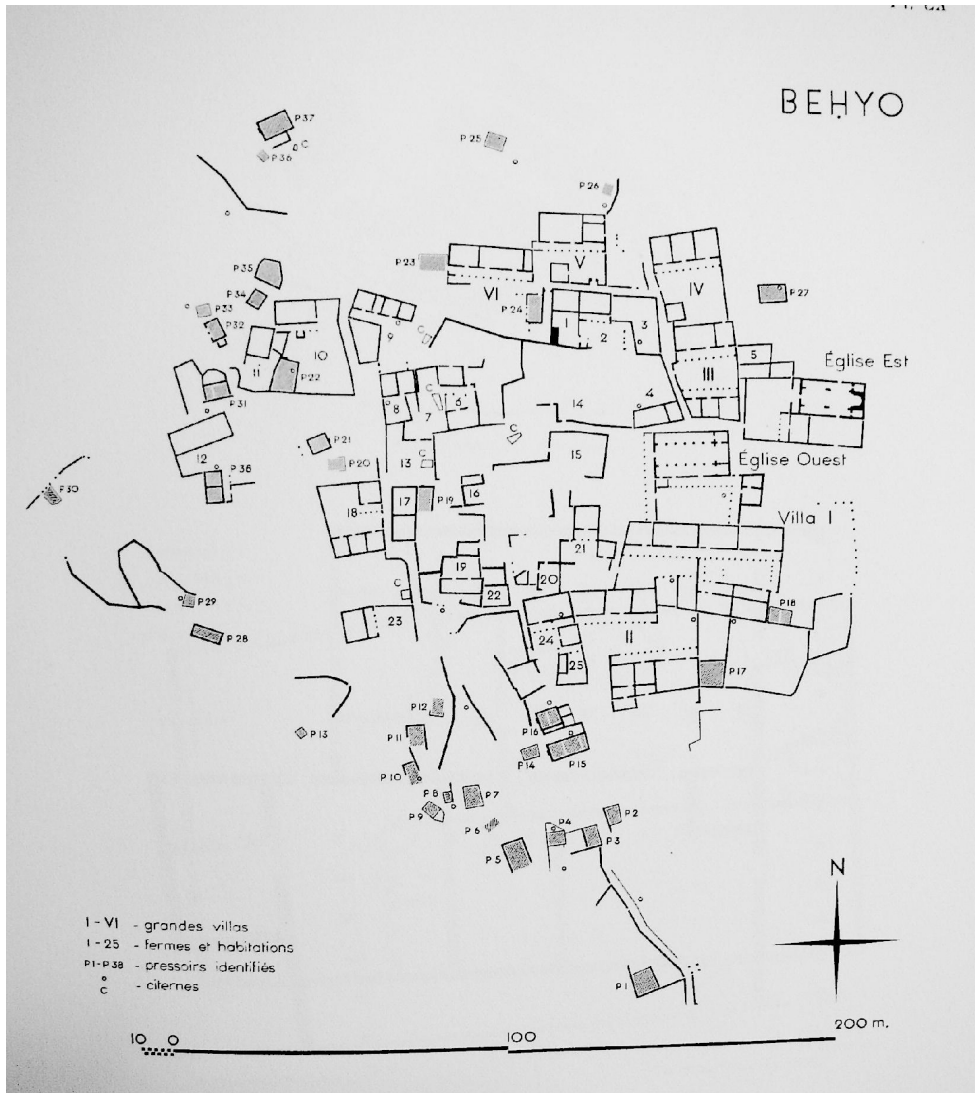 BEḤYO
P37
C
P36
P25
P26
P35
P23
V
VI
IV
P34
P24
P27
P33
P32
10
9
C
1
2
3
11
P22
III
5
Église Est
P31
8
C
7
6
14
4
P21
12
P38
P20
13
C
C
15
Église Ouest
P30
18
17
P19
16
Villa I
21
19
20
C
22
P29
23
24
II
P18
P28
25
P17
P12
P13
P11
P16
P14
P15
P10
P8
P7
P9
P6
P4
P2
P3
P5
N
P1
I-VI - grandes villas
1-25 - fermes et habitations
P1-P38 - pressoirs identifiés
C - citernes
10 0 100 200 m.